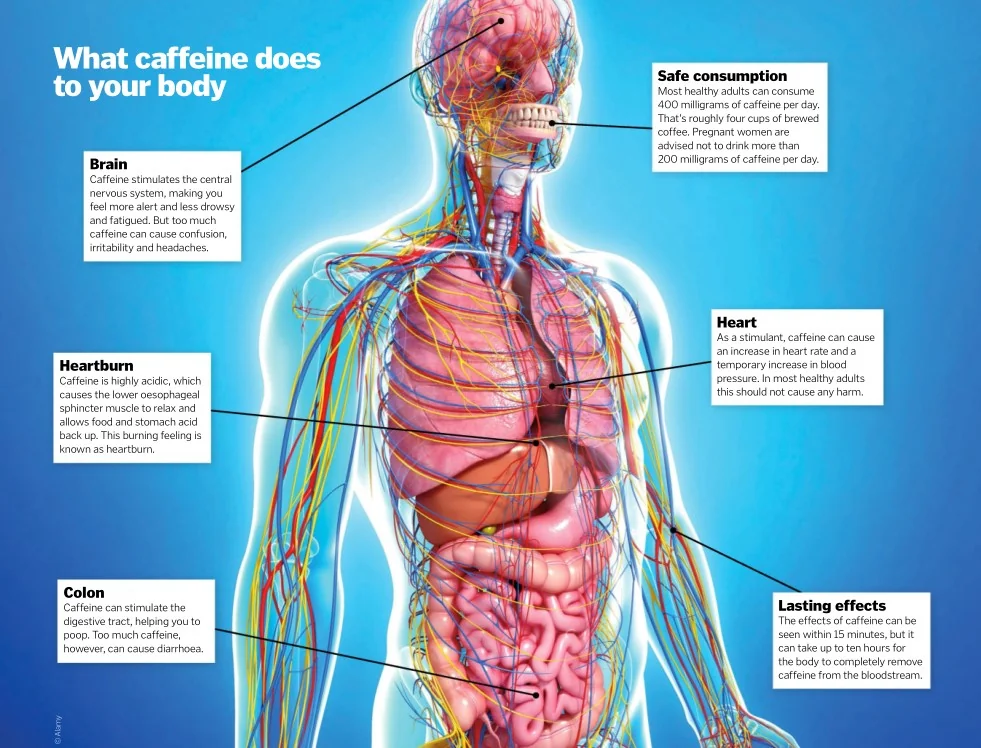 What caffeine does
to your body
Brain
Caffeine stimulates the central
nervous system, making you
feel more alert and less drowsy
and fatigued. But too much
caffeine can cause confusion,
irritability and headaches.
Safe consumption
Most healthy adults can consume
400 milligrams of caffeine per day.
That's roughly four cups of brewed
coffee. Pregnant women are
advised not to drink more than
200 milligrams of caffeine per day.
Heart
As a stimulant, caffeine can cause
an increase in heart rate and a
temporary increase in blood
pressure. In most healthy adults
this should not cause any harm.
Heartburn
Caffeine is highly acidic, which
causes the lower oesophageal
sphincter muscle to relax and
allows food and stomach acid
back up. This burning feeling is
known as heartburn.
Colon
Caffeine can stimulate the
digestive tract, helping you to
poop. Too much caffeine,
however, can cause diarrhoea.
Lasting effects
The effects of caffeine can be
seen within 15 minutes, but it
can take up to ten hours for
the body to completely remove
caffeine from the bloodstream.
© Alamy